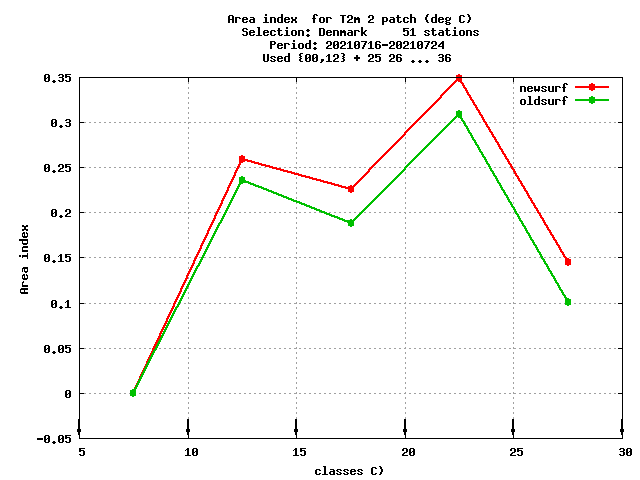 Area index  for T2m 2 patch (deg C)
Selection: Denmark     51 stations
Period: 20210716-20210724
Used {00,12} + 25 26 ... 36
newsurf
oldsurf
0.35
0.3
0.25
0.2
0.15
0.1
0.05
0
-0.05
Area index
5 10 15 20 25 30
classes C)